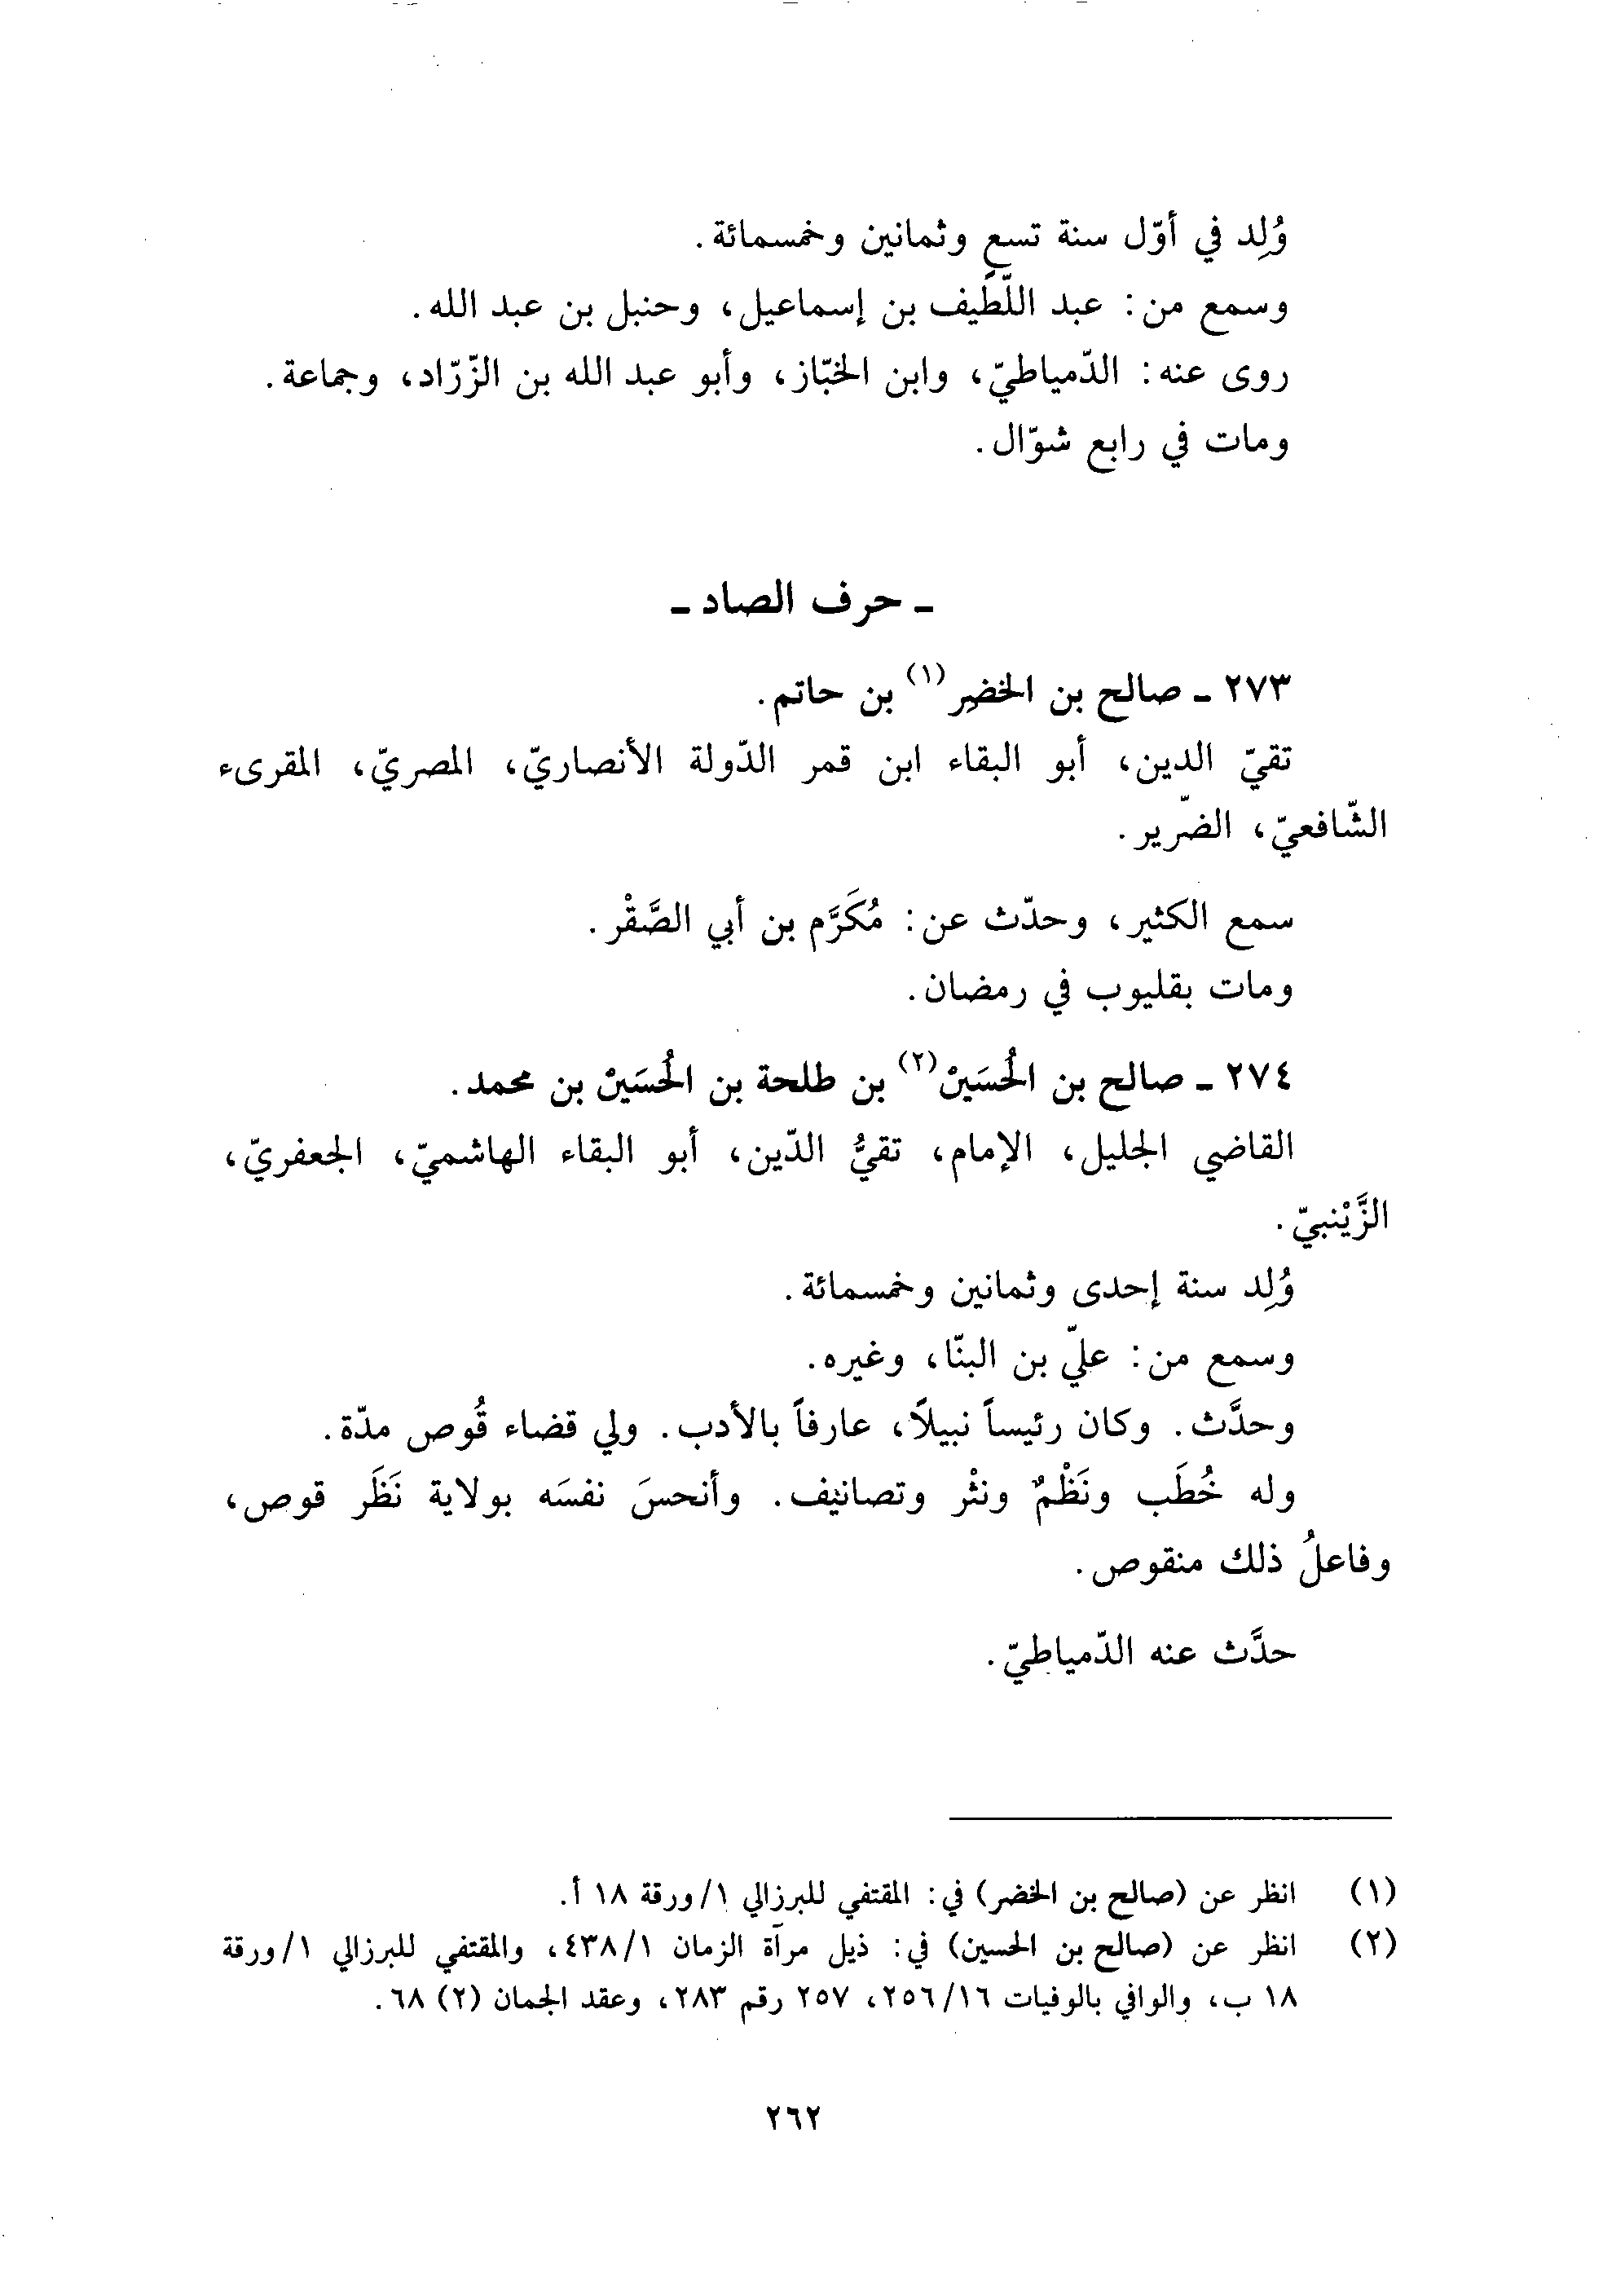 وُلِد في أوّل سنة تسعٍ وثمانين وخمسمائة.
وسمع من: عبد اللّطيف بن إسماعيل، وحنبل بن عبد الله.
روى عنه: الدّمياطيّ، وابن الخبّاز، وأبو عبد الله بن الزّرّاد، وجماعة.
ومات في رابع شوّال.
ـ حرف الصاد ـ
٢٧٣ ـ صالح بن الخضِر(١) بن حاتم.
تقيّ الدين، أبو البقاء ابن قمر الدّولة الأنصاريّ، المصريّ، المقرىء
الشّافعيّ، الضّرير.
سمع الكثير، وحدّث عن: مُكَرَّم بن أبي الصَّقْر.
ومات بقليوب في رمضان.
٢٧٤ ـ صالح بن الحُسَينْ(٢) بن طلحة بن الحُسَينْ بن محمد.
القاضي الجليل، الإمام، تقيُّ الدّين، أبو البقاء الهاشميّ، الجعفريّ،
الزَّيْنبيّ.
وُلِد سنة إحدى وثمانين وخمسمائة.
وسمع من: عليّ بن البنّا، وغيره.
وحدَّث. وكان رئيساً نبيلاً، عارفاً بالأدب. ولي قضاء قُوص مدّة.
وله خُطَب ونَظْمٌ ونثْر وتصانيف. وأنحسَ نفسَه بولاية نَظَر قوص،
وفاعلُ ذلك منقوص.
حدَّث عنه الدّمياطيّ.
(١) انظر عن (صالح بن الخضر) في: المقتفي للبرزالي ١/ورقة ١٨ أ.
(٢) انظر عن (صالح بن الحسين) في: ذيل مرآة الزمان ٤٣٨/١، والمقتفي للبرزالي ١/ورقة
١٨ ب، والوافي بالوفيات ٢٥٦/١٦، ٢٥٧ رقم ٢٨٣، وعقد الجمان (٢) ٦٨.
٢٦٢